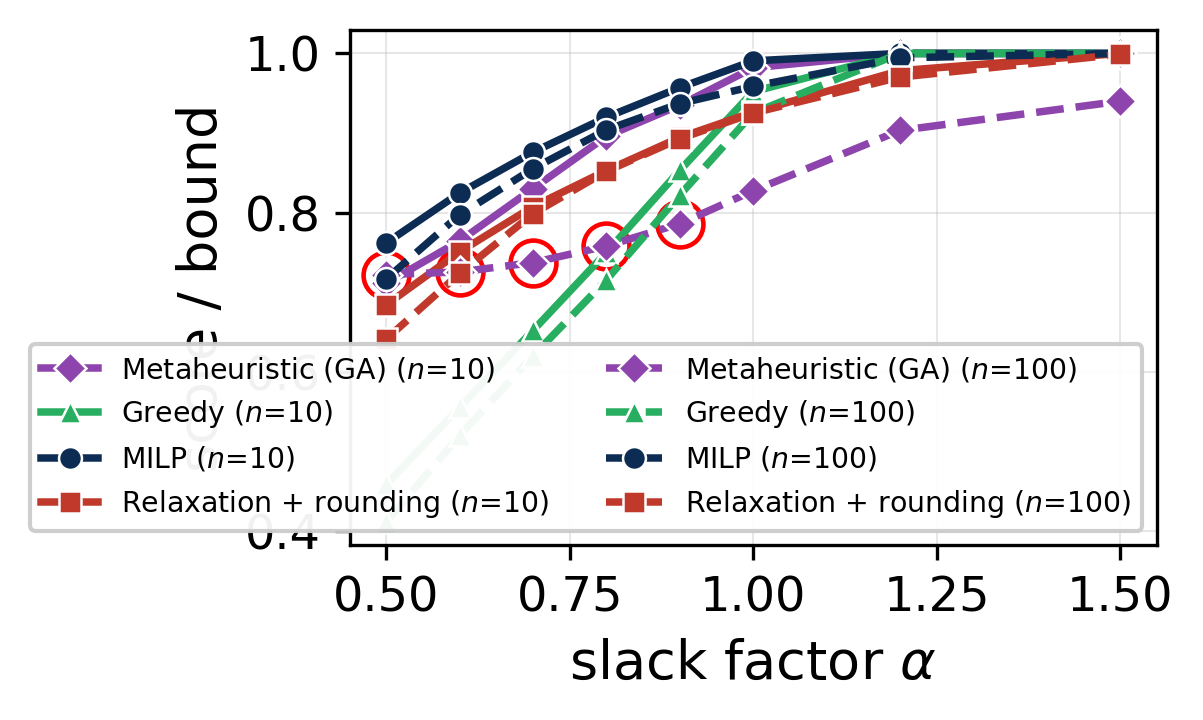 1.0
0.8
0.6
0.4
e / bound
Metaheuristic (GA) (n=10)
Greedy (n=10)
MILP (n=10)
Relaxation + rounding (n=10)
Metaheuristic (GA) (n=100)
Greedy (n=100)
MILP (n=100)
Relaxation + rounding (n=100)
0.50 0.75 1.00 1.25 1.50
slack factor α